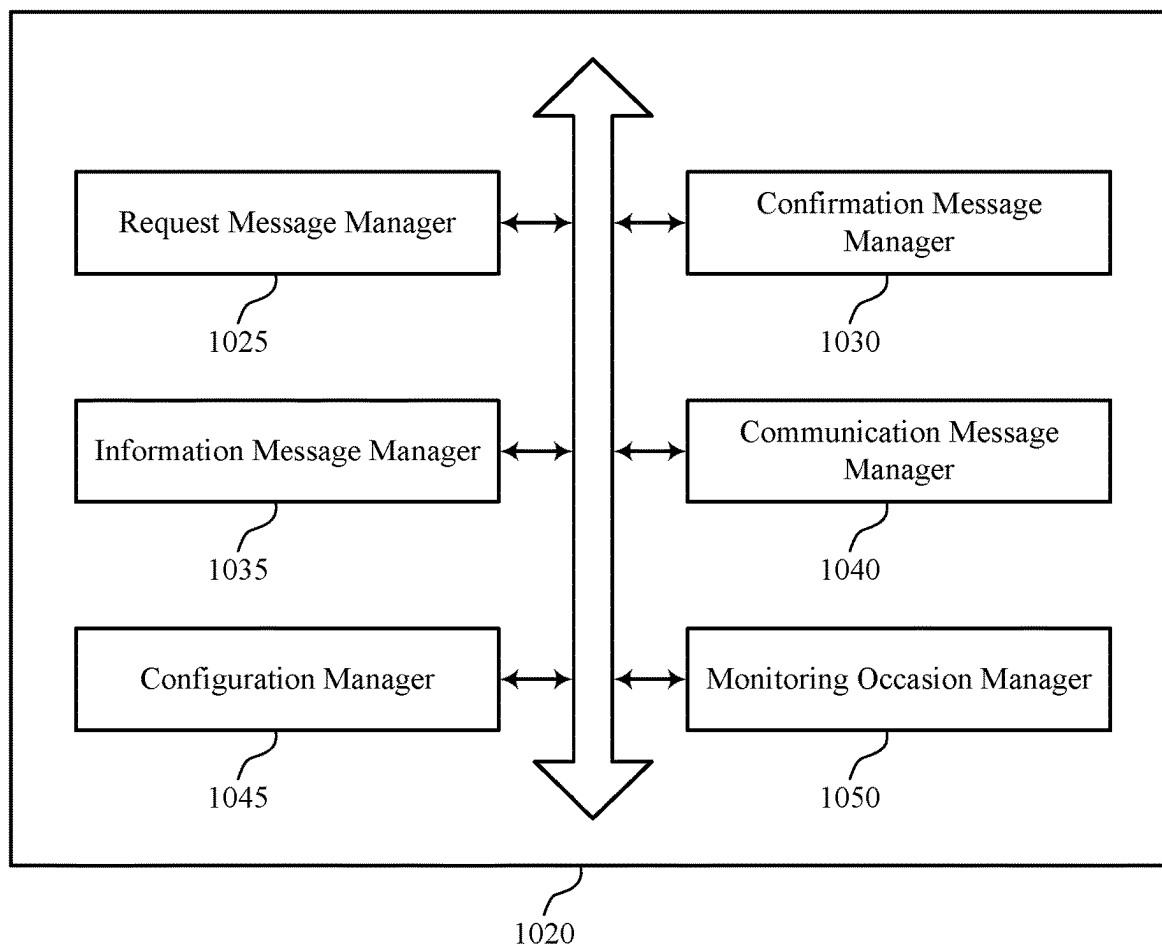 Request Message Manager
1025
Confirmation Message
Manager
1030
Information Message Manager
1035
Communication Message
Manager
1040
Configuration Manager
1045
Monitoring Occasion Manager
1050
1020